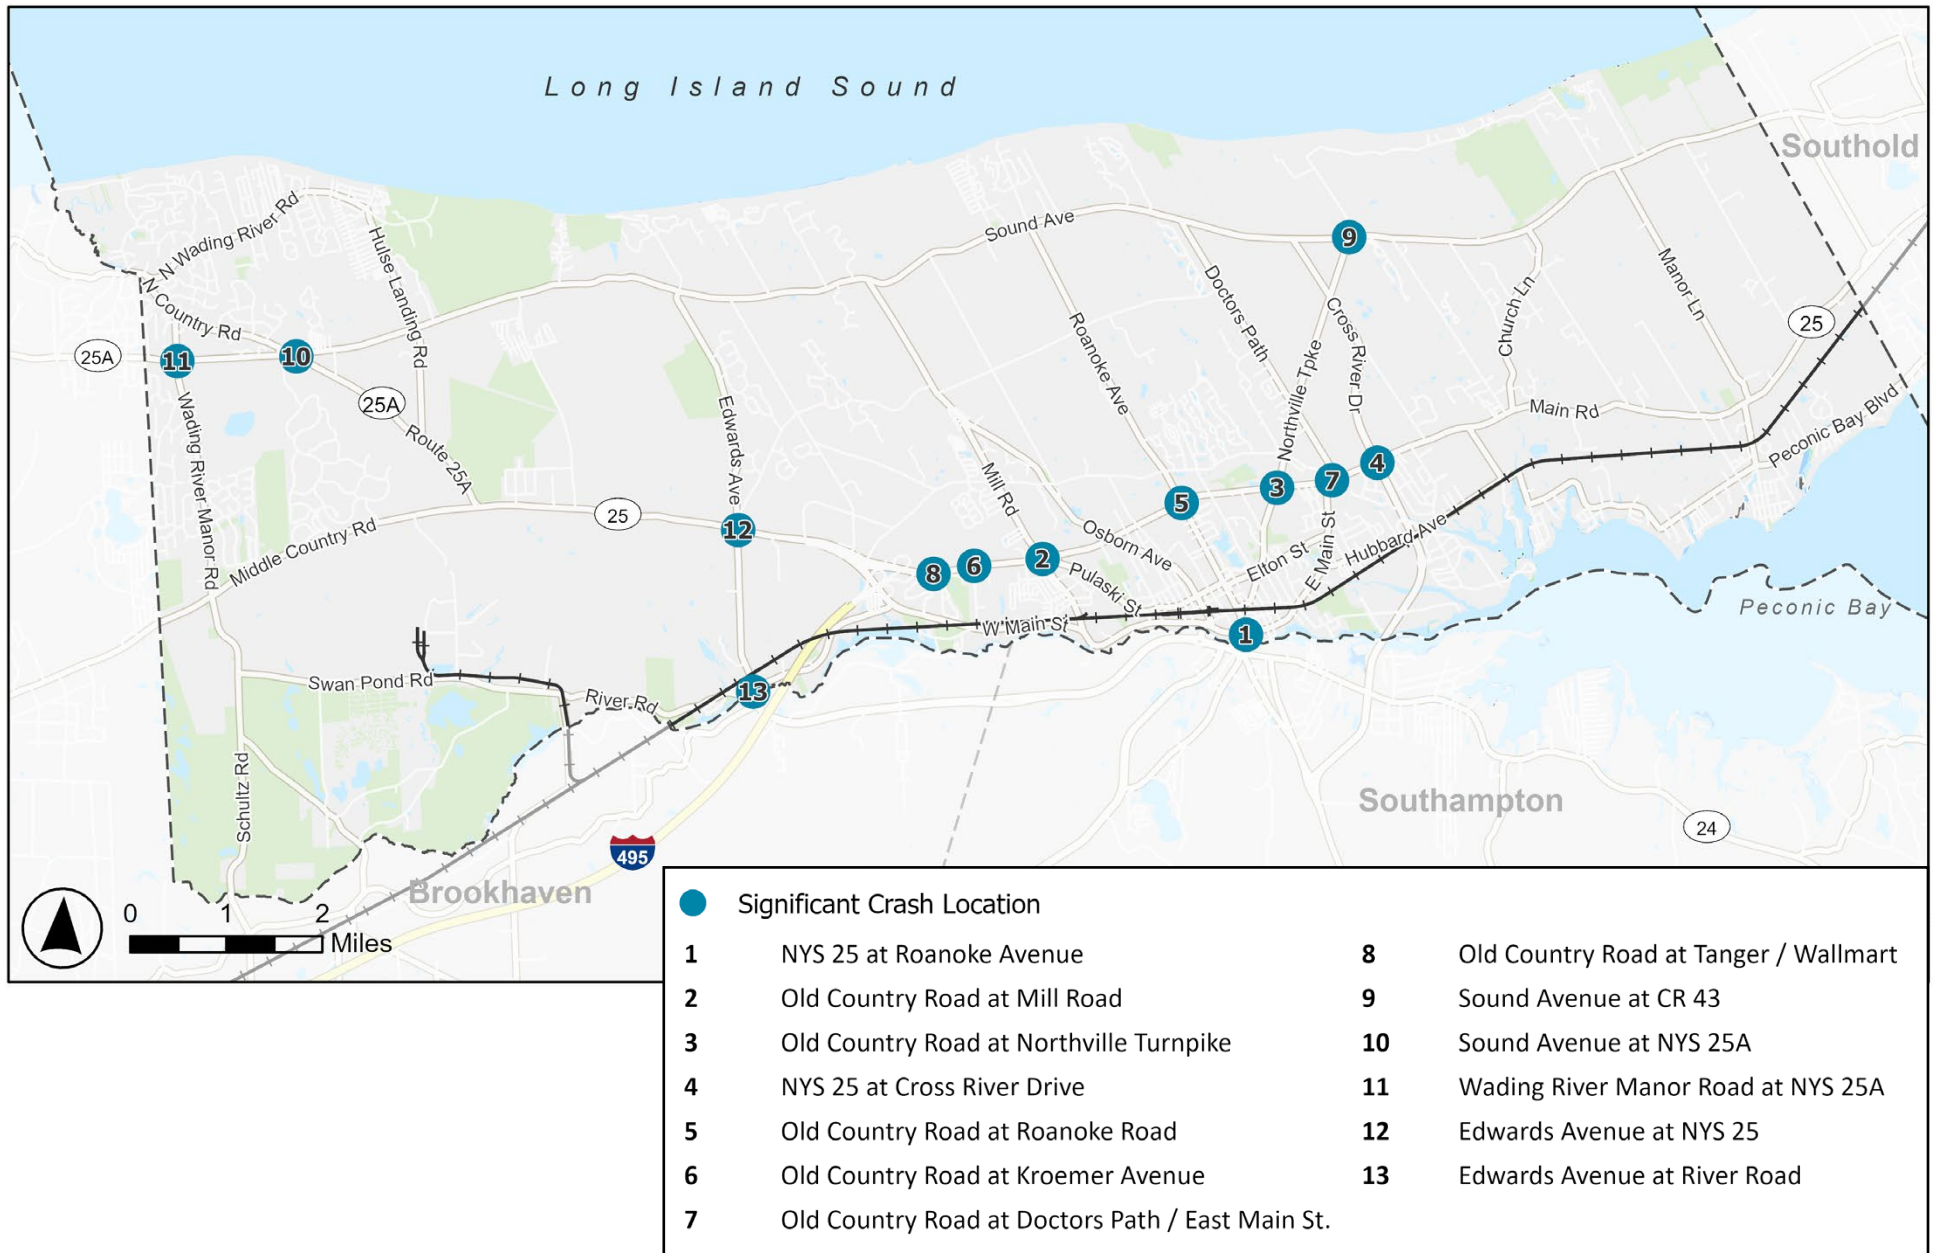 Long Island Sound
Southold
N Wading River Rd
Hulse Landing Rd
Sound Ave
9
Doctors Path
Manor Ln
N Country Rd
Church Ln
25
Cross River Dr
Roanoke Ave
Northville Tpke
25A
11
10
25A
Wading River Manor Rd
Route 25A
Edwards Ave
Main Rd
Peconic Bay Blvd
Mill Rd
4
7
3
5
25
12
Middle Country Rd
Osborn Ave
Elton St
E Main St
Hubbard Ave
8
6
2
Pulaski St
W Main St
1
Peconic Bay
Swan Pond Rd
River Rd
13
Schultz Rd
Southampton
24
495
Brookhaven
0 1 2
Miles
Significant Crash Location
1 NYS 25 at Roanoke Avenue
2 Old Country Road at Mill Road
3 Old Country Road at Northville Turnpike
4 NYS 25 at Cross River Drive
5 Old Country Road at Roanoke Road
6 Old Country Road at Kroemer Avenue
7 Old Country Road at Doctors Path / East Main St.
8 Old Country Road at Tanger / Wallmart
9 Sound Avenue at CR 43
10 Sound Avenue at NYS 25A
11 Wading River Manor Road at NYS 25A
12 Edwards Avenue at NYS 25
13 Edwards Avenue at River Road